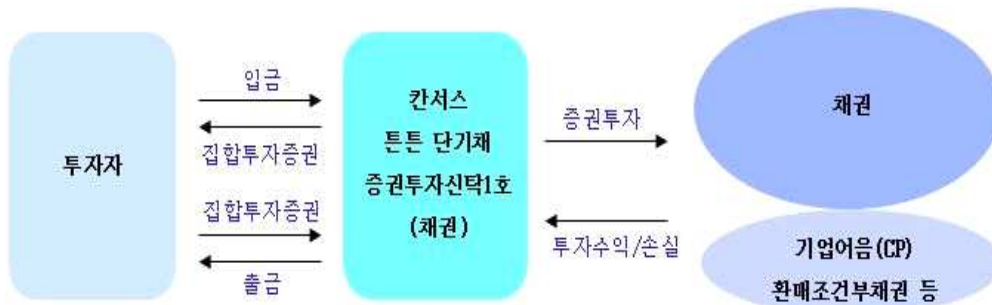 투자자
입금
집합투자증권
집합투자증권
출금
칸서스
튼튼 단기채
증권투자신탁1호
(채권)
증권투자
투자수익/손실
채권
기업어음(CP)
환매조건부채권 등